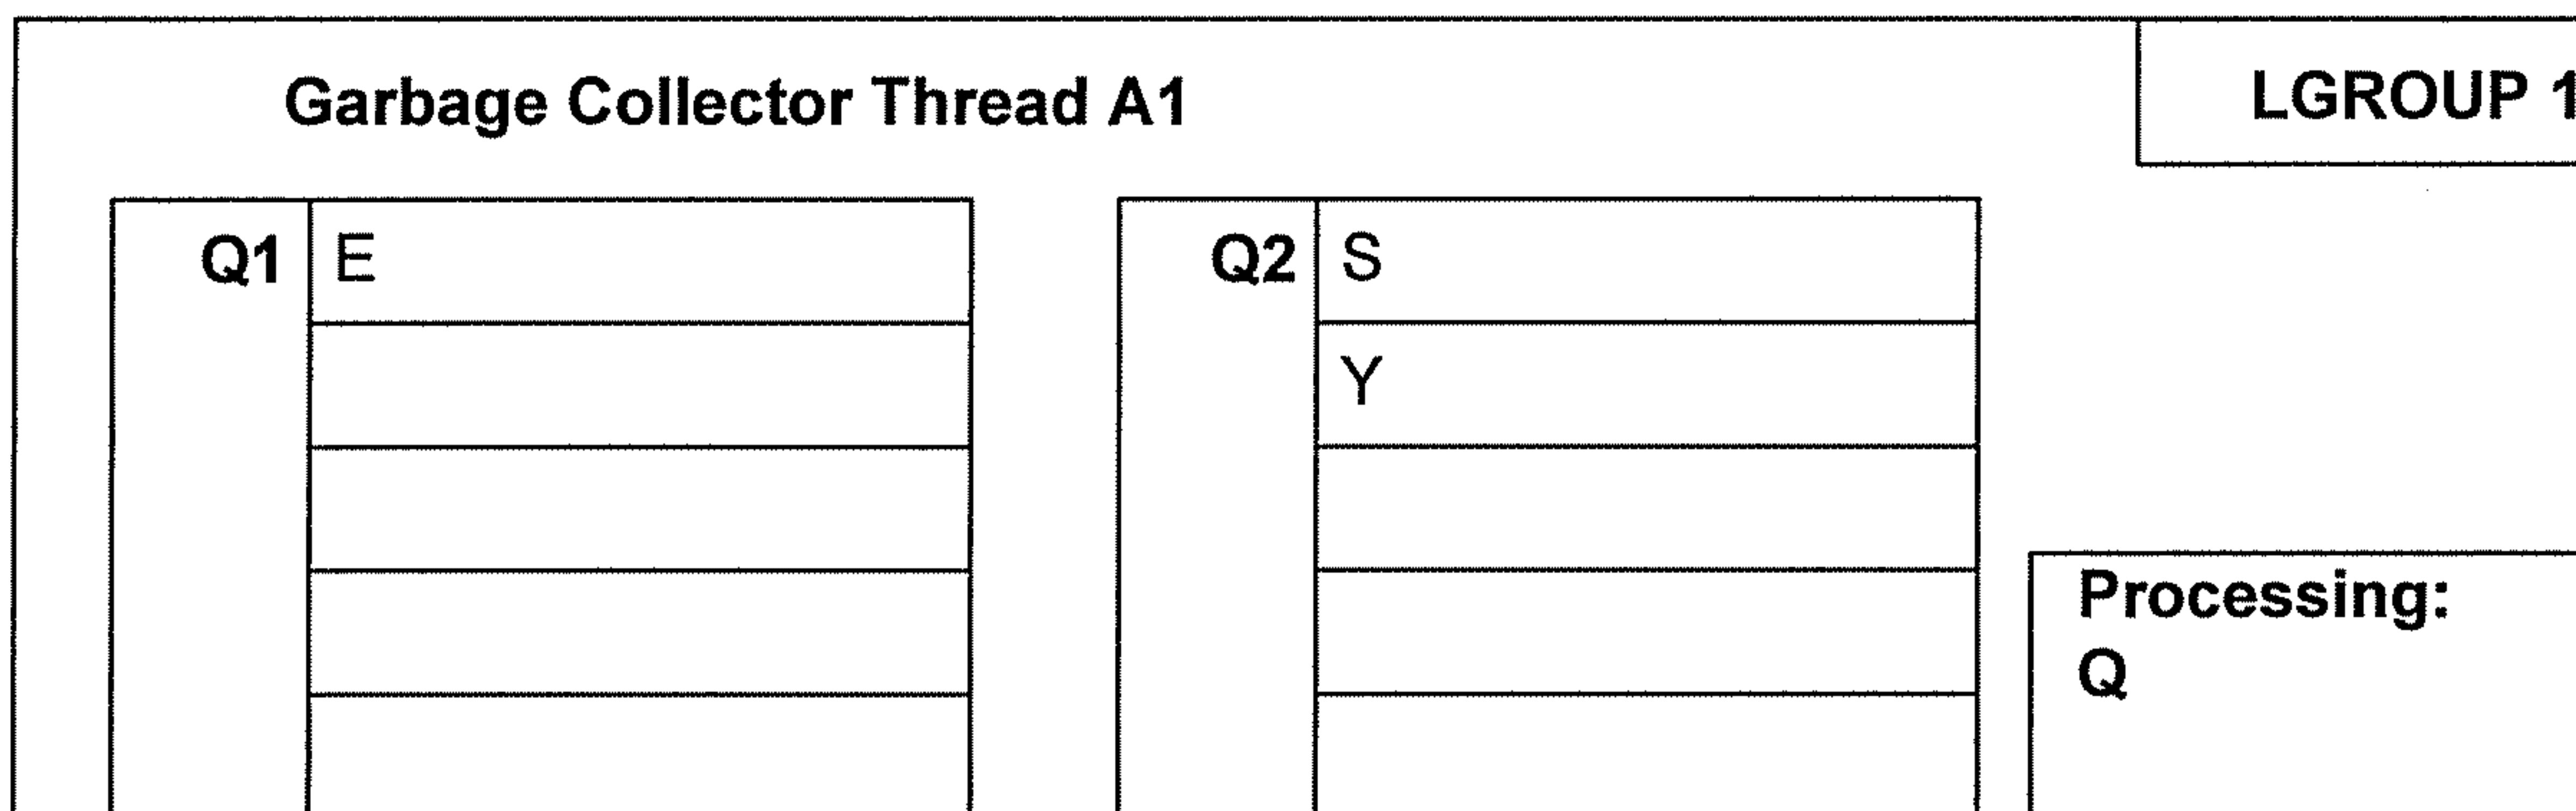 Garbage Collector Thread A1
LGROUP 1
Q1 E
Q2 S
Y
Processing:
Q